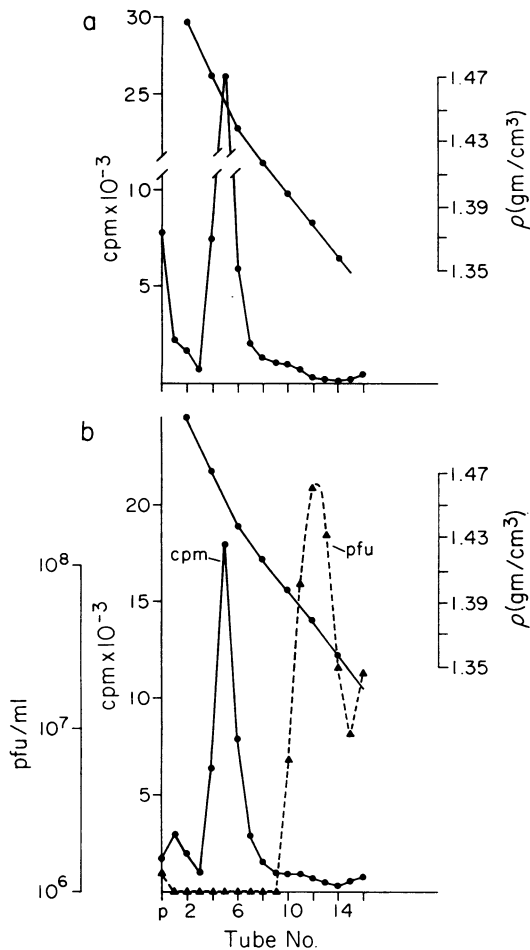 a
30
25
10
5
cpm x 10⁻³
1.47
1.43
1.39
1.35
ρ(gm/cm³)
b
20
15
10
5
cpm x 10⁻³
10⁸
10⁷
10⁶
pfu/ml
cpm
pfu
1.47
1.43
1.39
1.35
ρ(gm/cm³)
p 2 6 10 14
Tube No.